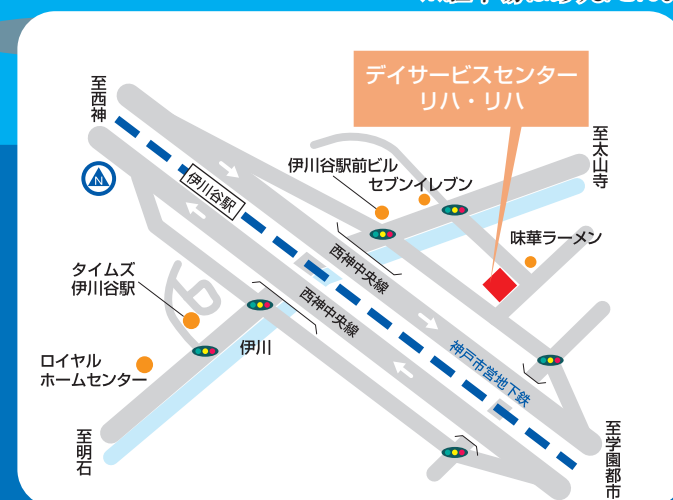 デイサービスセンター
リハ・リハ
至西神
至太山寺
伊川谷駅前ビル
セブンイレブン
N
伊川谷駅
味華ラーメン
西神中央線
タイムズ
伊川谷駅
西神中央線
伊川
神戸市営地下鉄
ロイヤル
ホームセンター
至明石
至学園都市